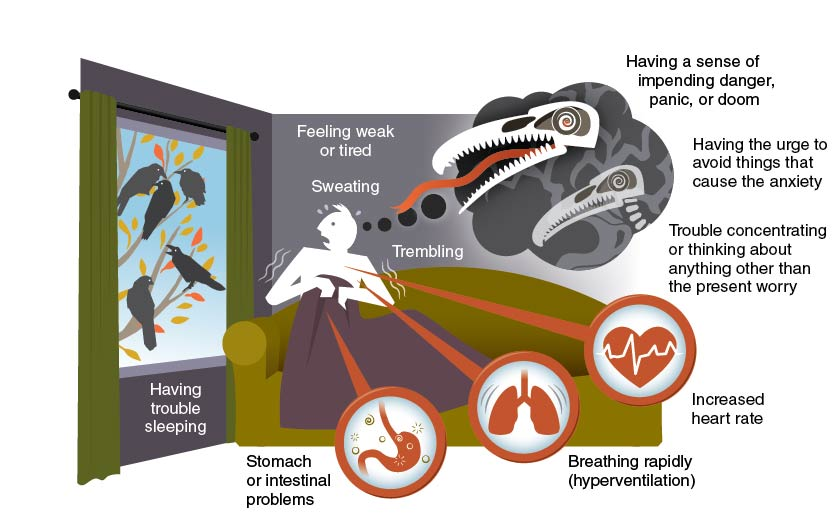 Having a sense of
impending danger,
panic, or doom
Feeling weak
or tired
Having the urge to
avoid things that
cause the anxiety
Sweating
Trembling
Trouble concentrating
or thinking about
anything other than
the present worry
Having
trouble
sleeping
Increased
heart rate
Stomach
or intestinal
problems
Breathing rapidly
(hyperventilation)